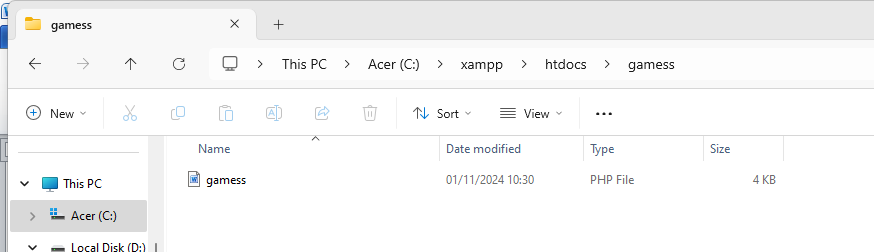 gamess
This PC > Acer (C:) > xampp > htdocs > gamess
New Sort View
Name Date modified Type Size
gamess 01/11/2024 10:30 PHP File 4 KB
This PC
Acer (C:)
Local Disk (D:)